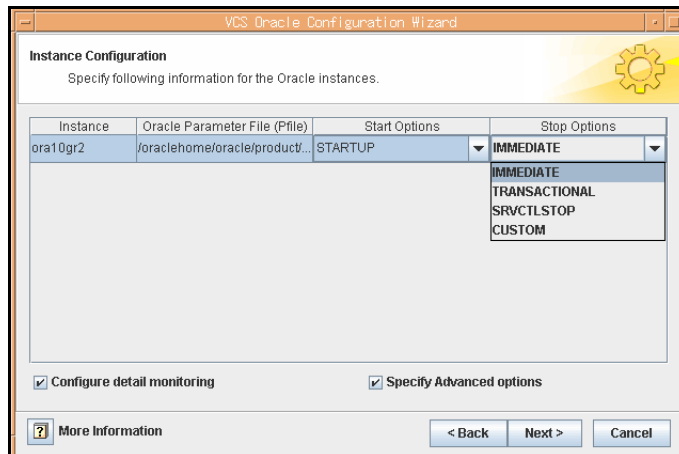 VCS Oracle Configuration Wizard
Instance Configuration
Specify following information for the Oracle instances.
Instance Oracle Parameter File (Pfile) Start Options Stop Options
ora10gr2 /oraclehome/oracle/product/... STARTUP IMMEDIATE
IMMEDIATE
TRANSACTIONAL
SRVCTLSTOP
CUSTOM
Configure detail monitoring Specify Advanced options
? More Information < Back Next > Cancel